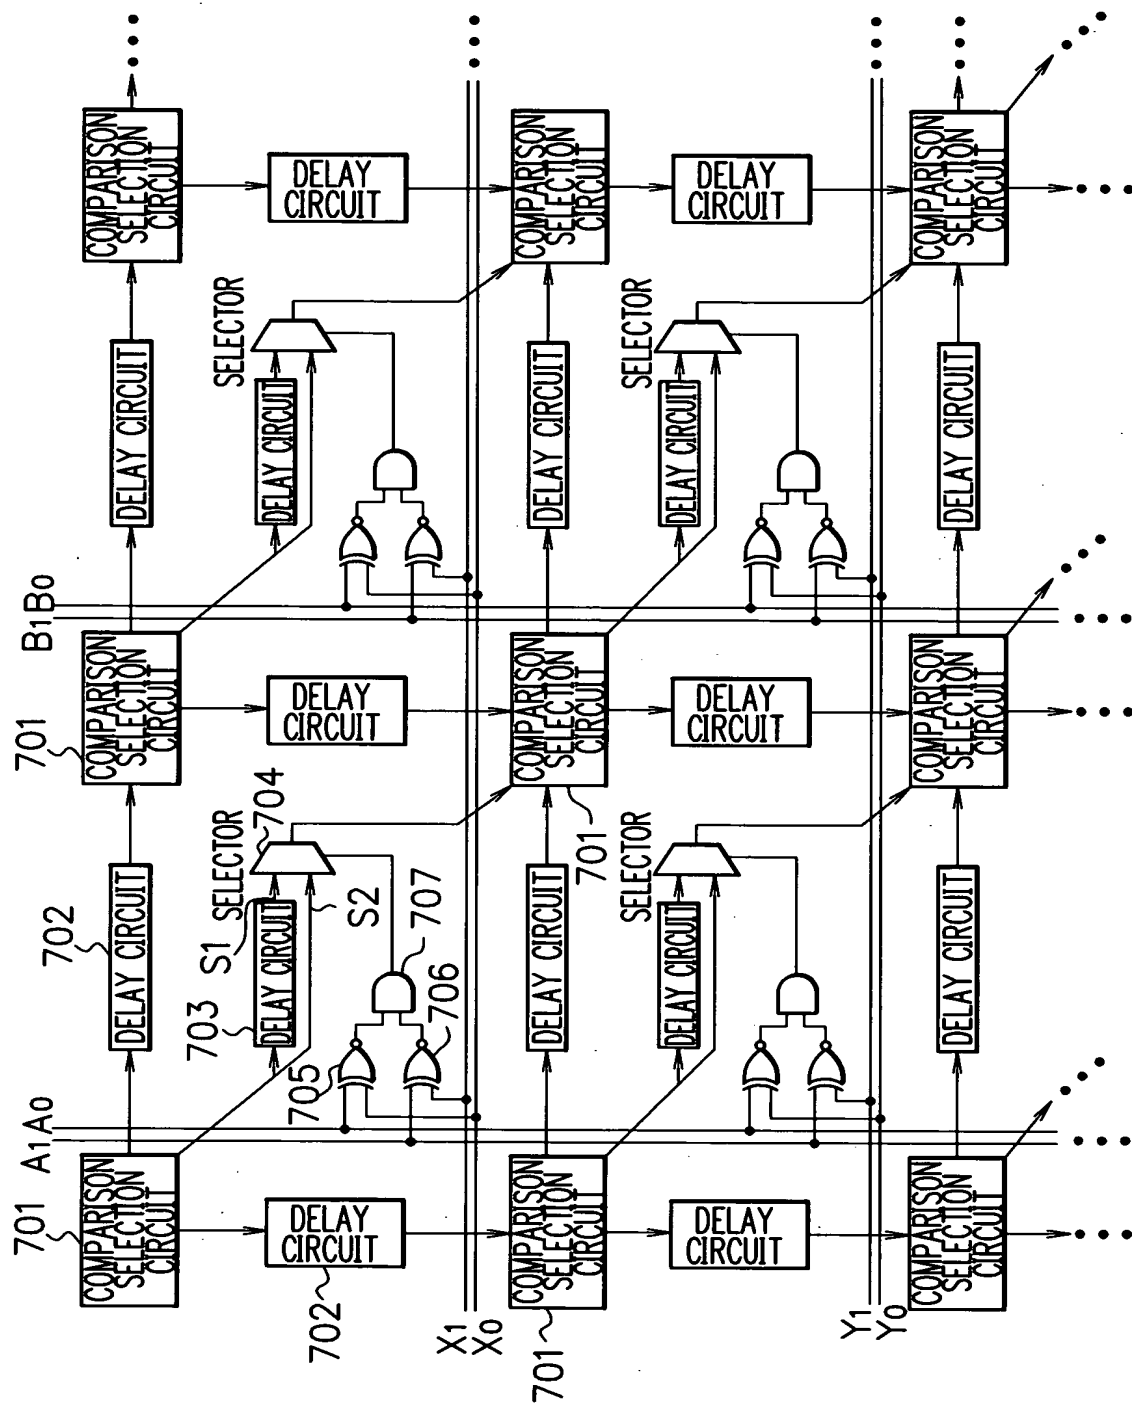 COMPARISON
SELECTION
CIRCUIT
DELAY
CIRCUIT
COMPARISON
SELECTION
CIRCUIT
DELAY
CIRCUIT
COMPARISON
SELECTION
CIRCUIT
DELAY CIRCUIT
SELECTOR
DELAY CIRCUIT
DELAY CIRCUIT
SELECTOR
DELAY CIRCUIT
DELAY CIRCUIT
B1 B0
701
COMPARISON
SELECTION
CIRCUIT
DELAY
CIRCUIT
COMPARISON
SELECTION
CIRCUIT
701
DELAY
CIRCUIT
COMPARISON
SELECTION
CIRCUIT
702
DELAY CIRCUIT
703
DELAY CIRCUIT
S1
SELECTOR
704
S2
707
705
706
DELAY CIRCUIT
SELECTOR
DELAY CIRCUIT
DELAY CIRCUIT
A1 A0
701
COMPARISON
SELECTION
CIRCUIT
DELAY
CIRCUIT
702
X1
X0
COMPARISON
SELECTION
CIRCUIT
701
DELAY
CIRCUIT
Y1
Y0
COMPARISON
SELECTION
CIRCUIT